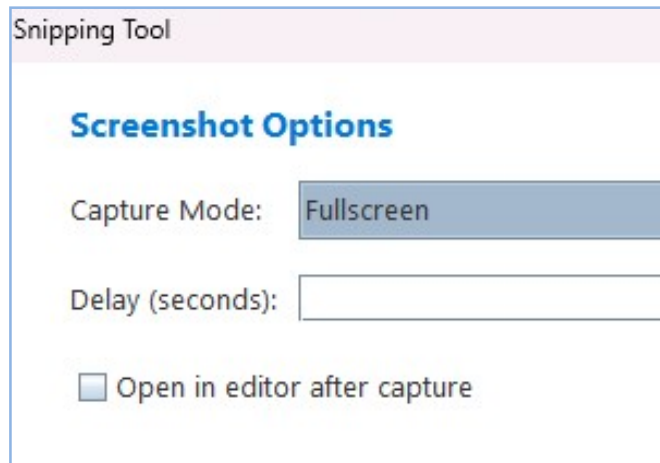 Snipping Tool
Screenshot Options
Capture Mode: Fullscreen
Delay (seconds):
Open in editor after capture